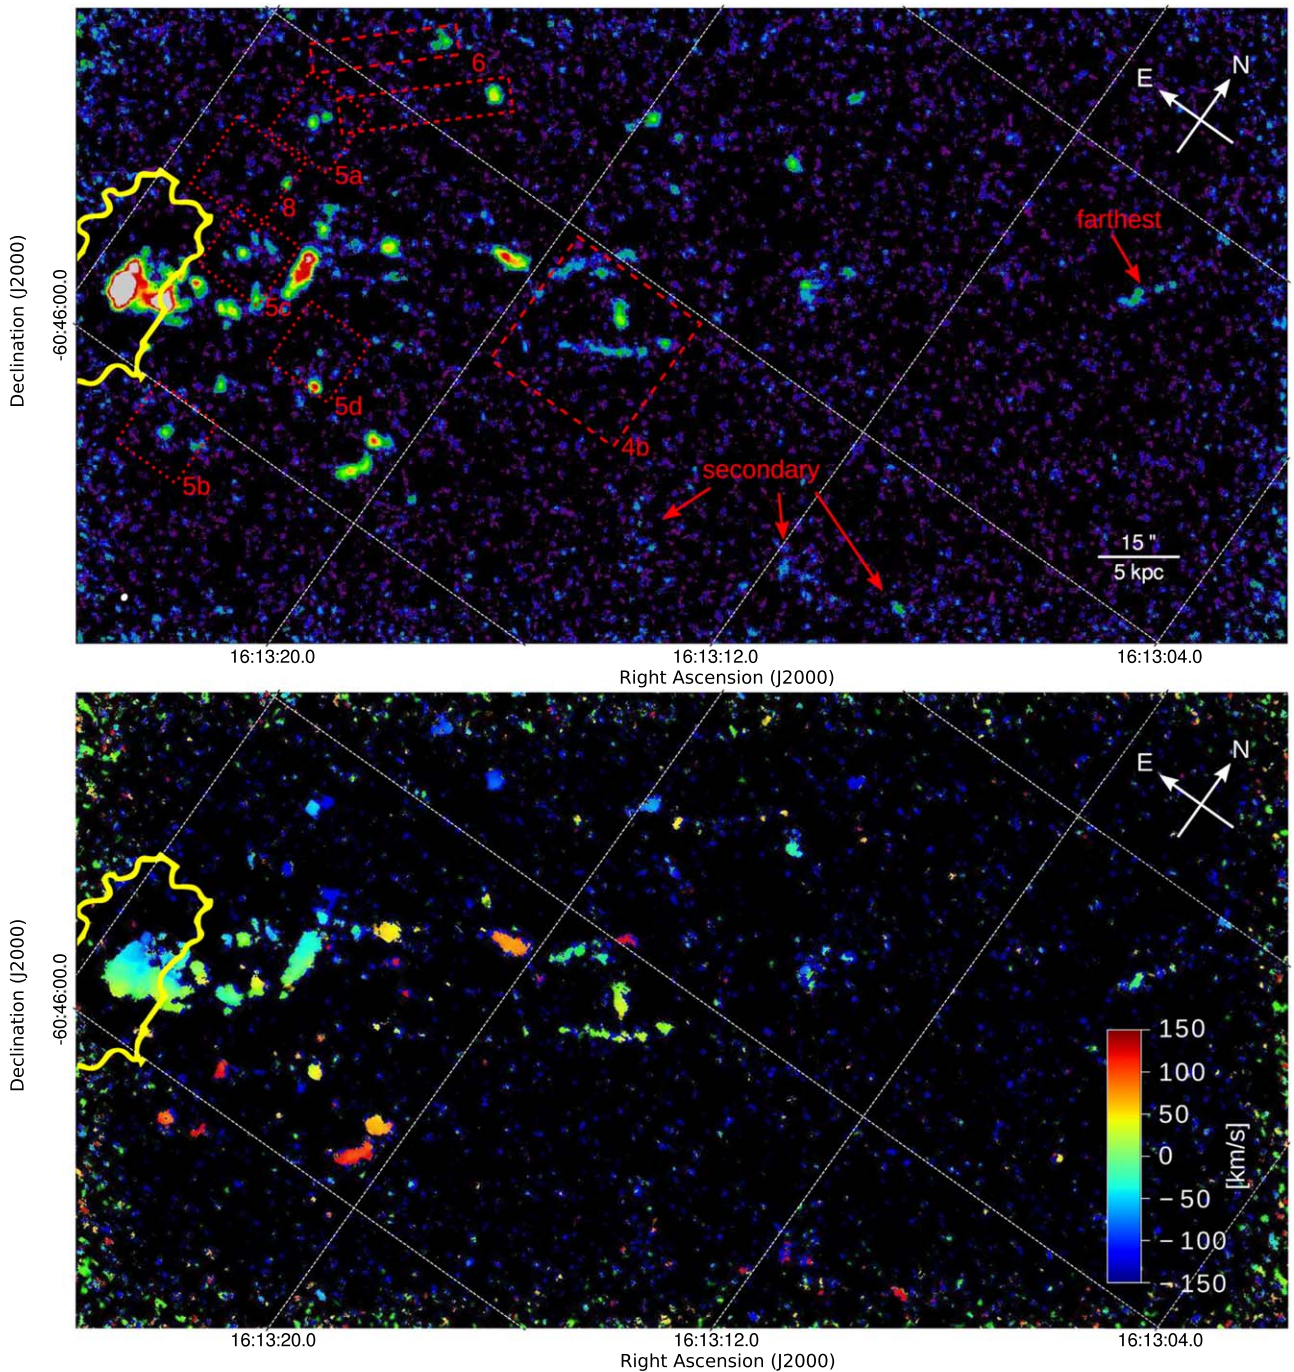 6
E
N
5a
8
farthest
Declination (J2000)
-60:46:00.0
5c
5d
4b
secondary
5b
15 "
5 kpc
16:13:20.0
16:13:12.0
16:13:04.0
Right Ascension (J2000)
E
N
Declination (J2000)
-60:46:00.0
150
100
50
0
−50
−100
−150
[km/s]
16:13:20.0
16:13:12.0
16:13:04.0
Right Ascension (J2000)